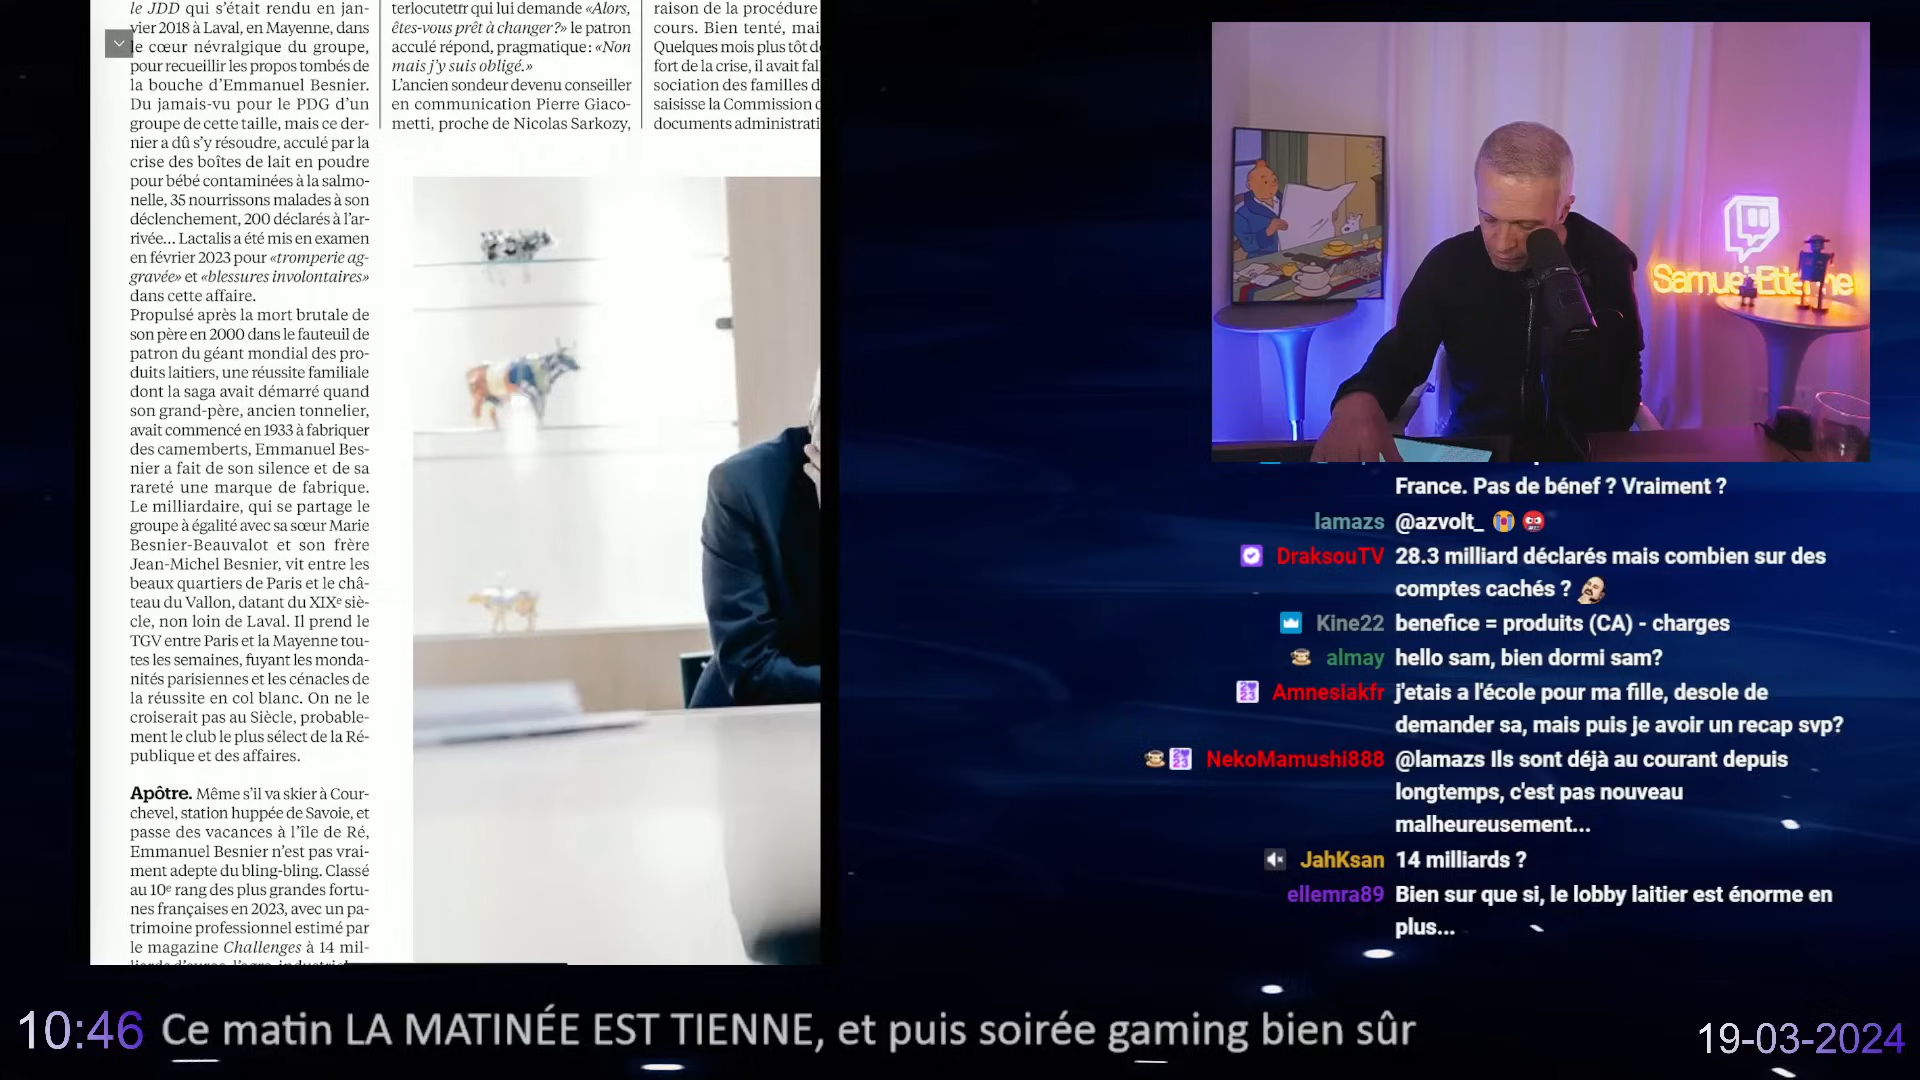 le JDD qui s'était rendu en jan-
vier 2018 à Laval, en Mayenne, dans
le cœur névralgique du groupe,
pour recueillir les propos tombés de
la bouche d'Emmanuel Besnier.
Du jamais-vu pour le PDG d'un
groupe de cette taille, mais ce der-
nier a dû s'y résoudre, acculé par la
crise des boîtes de lait en poudre
pour bébé contaminées à la salmo-
nelle, 35 nourrissons malades à son
déclenchement, 200 déclarés à l'ar-
rivée... Lactalis a été mis en examen
en février 2023 pour «tromperie ag-
gravée» et «blessures involontaires»
dans cette affaire.
Propulsé après la mort brutale de
son père en 2000 dans le fauteuil de
patron du géant mondial des pro-
duits laitiers, une réussite familiale
dont la saga avait démarré quand
son grand-père, ancien tonnelier,
avait commencé en 1933 à fabriquer
des camemberts, Emmanuel Bes-
nier a fait de son silence et de sa
rareté une marque de fabrique.
Le milliardaire, qui se partage le
groupe à égalité avec sa sœur Marie
Besnier-Beauvalot et son frère
Jean-Michel Besnier, vit entre les
beaux quartiers de Paris et le châ-
teau du Vallon, datant du XIXe siè-
cle, non loin de Laval. Il prend le
TGV entre Paris et la Mayenne tou-
tes les semaines, fuyant les monda-
nités parisiennes et les cénacles de
la réussite en col blanc. On ne le
croiserait pas au Siècle, probable-
ment le club le plus sélect de la Ré-
publique et des affaires.
Apôtre. Même s'il va skier à Cour-
chevel, station huppée de Savoie, et
passe des vacances à l'île de Ré,
Emmanuel Besnier n'est pas vrai-
ment adepte du bling-bling. Classé
au 10e rang des plus grandes fortu-
nes françaises en 2023, avec un pa-
trimoine professionnel estimé par
le magazine Challenges à 14 mil-
terlocuteur qui lui demande «Alors,
êtes-vous prêt à changer?» le patron
acculé répond, pragmatique: «Non
mais j'y suis obligé.»
L'ancien sondeur devenu conseiller
en communication Pierre Giaco-
metti, proche de Nicolas Sarkozy,
raison de la procédure
cours. Bien tenté, mai
Quelques mois plus tôt d
fort de la crise, il avait fal
sociation des familles d
saisisse la Commission
documents administrati
Samuel Etienne
France. Pas de bénef ? Vraiment ?
lamazs @azvolt_
DraksouTV 28.3 milliard déclarés mais combien sur des
comptes cachés ?
Kine22 benefice = produits (CA) - charges
almay hello sam, bien dormi sam?
Amnesiakfr j'etais a l'école pour ma fille, desole de
demander sa, mais puis je avoir un recap svp?
NekoMamushi888 @lamazs Ils sont déjà au courant depuis
longtemps, c'est pas nouveau
malheureusement...
JahKsan 14 milliards ?
ellemra89 Bien sur que si, le lobby laitier est énorme en
plus...
10:46 Ce matin LA MATINÉE EST TIENNE, et puis soirée gaming bien sûr
19-03-2024